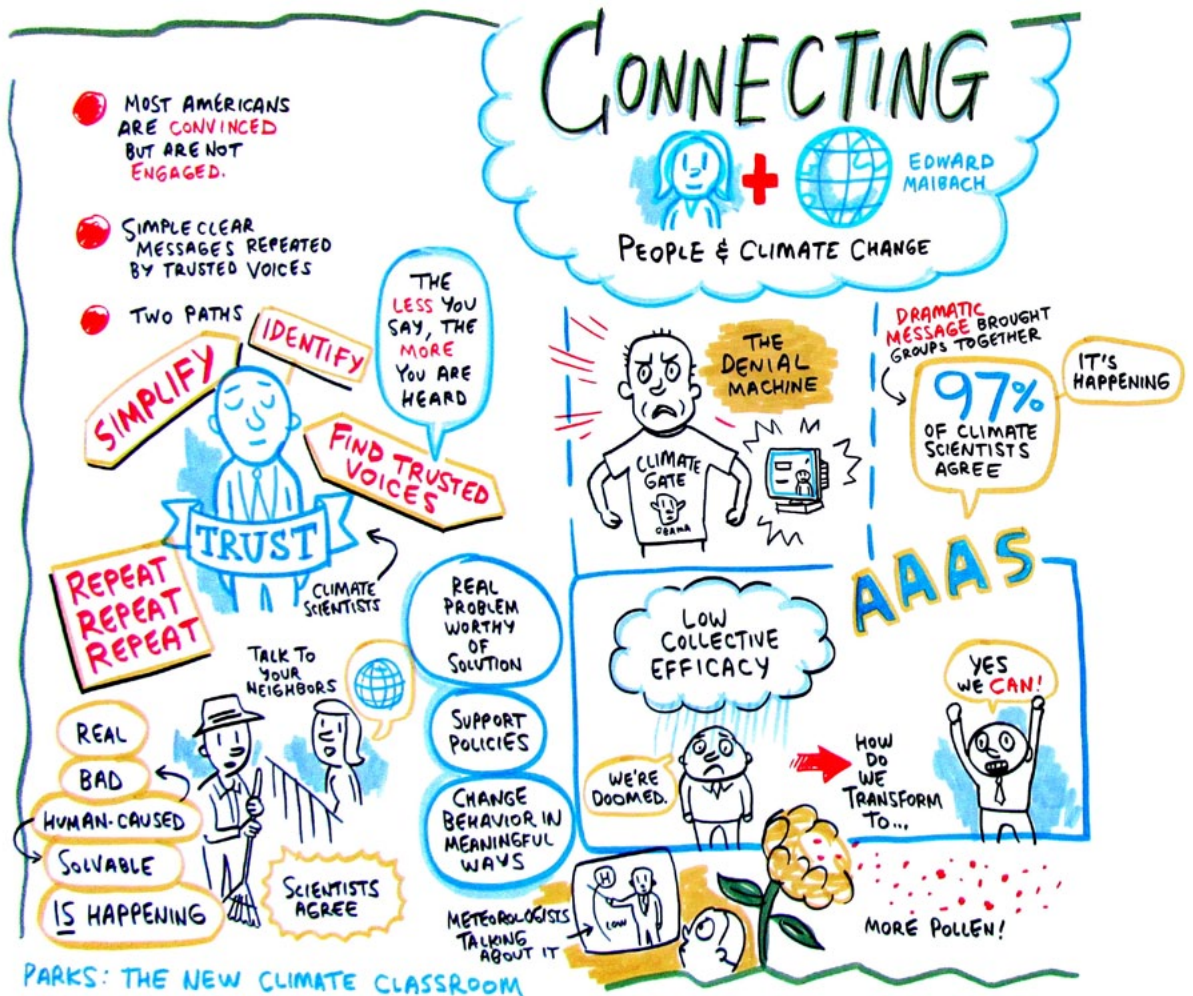 CONNECTING
EDWARD
MAIBACH
PEOPLE & CLIMATE CHANGE
MOST AMERICANS
ARE CONVINCED
BUT ARE NOT
ENGAGED.
SIMPLE CLEAR
MESSAGES REPEATED
BY TRUSTED VOICES
TWO PATHS
SIMPLIFY
IDENTIFY
THE
LESS YOU
SAY, THE
MORE
YOU ARE
HEARD
FIND TRUSTED
VOICES
TRUST
CLIMATE
SCIENTISTS
REPEAT
REPEAT
REPEAT
TALK TO
YOUR
NEIGHBORS
REAL
BAD
HUMAN-CAUSED
SOLVABLE
IS HAPPENING
SCIENTISTS
AGREE
REAL
PROBLEM
WORTHY
OF
SOLUTION
SUPPORT
POLICIES
CHANGE
BEHAVIOR IN
MEANINGFUL
WAYS
THE
DENIAL
MACHINE
CLIMATE
GATE
OBAMA
DRAMATIC
MESSAGE BROUGHT
GROUPS TOGETHER
97%
OF CLIMATE
SCIENTISTS
AGREE
IT'S
HAPPENING
AAAS
LOW
COLLECTIVE
EFFICACY
WE'RE
DOOMED.
HOW
DO
WE
TRANSFORM
TO...
YES
WE CAN!
METEOROLOGISTS
TALKING
ABOUT IT
H
LOW
MORE POLLEN!
PARKS: THE NEW CLIMATE CLASSROOM